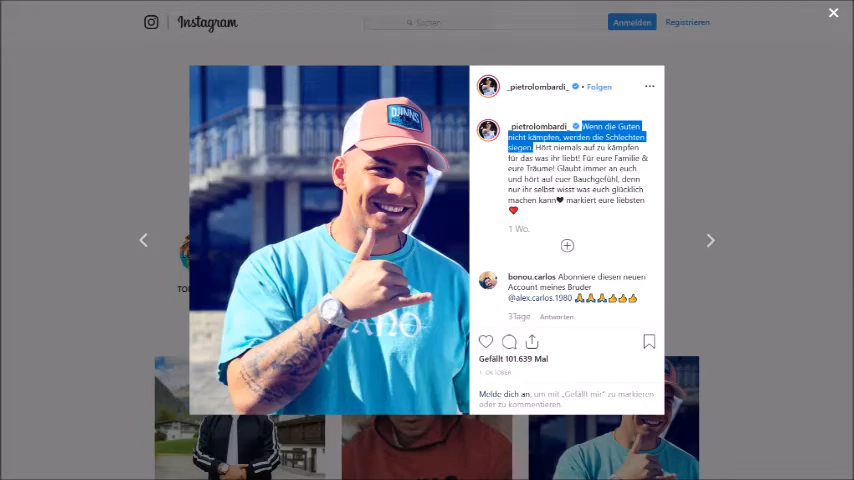 Instagram
Suchen
Anmelden
Registrieren
DJINNS
_pietrolombardi_ • Folgen
_pietrolombardi_ Wenn die Guten
nicht kämpfen, werden die Schlechten
siegen. Hört niemals auf zu kämpfen
für das was ihr liebt! Für eure Familie &
eure Träume! Glaubt immer an euch
und hört auf euer Bauchgefühl, denn
nur ihr selbst wisst was euch glücklich
machen kann🖤 markiert eure liebsten
❤️
1 Wo.
bonou.carlos Abonniere diesen neuen
Account meines Bruder
@alex.carlos.1980 🙏🙏🙏👍👍👍
3Tage Antworten
Gefällt 101.639 Mal
1. OKTOBER
Melde dich an, um mit „Gefällt mir“ zu markieren
oder zu kommentieren.